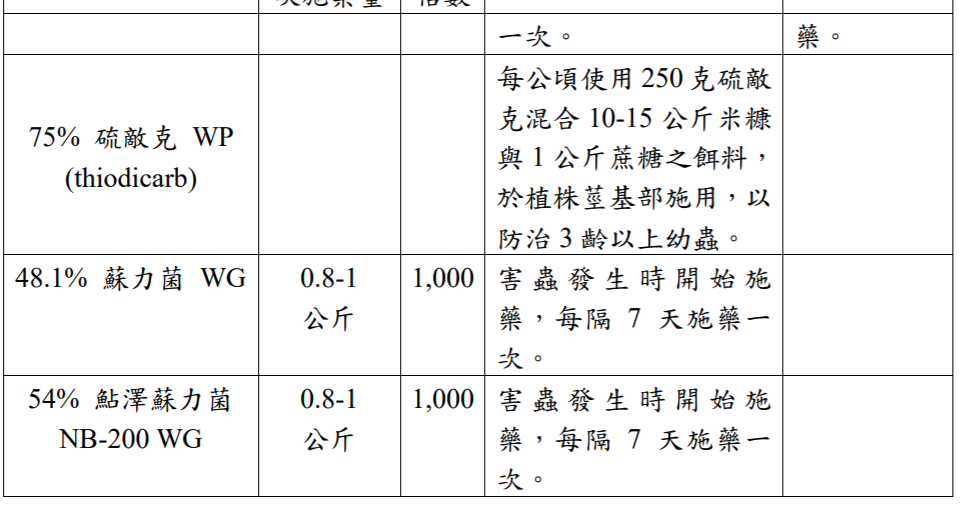 一次。
藥。
75% 硫敵克 WP
(thiodicarb)
每公頃使用 250 克硫敵
克混合 10-15 公斤米糠
與 1 公斤蔗糖之餌料，
於植株莖基部施用，以
防治 3 齡以上幼蟲。
48.1% 蘇力菌 WG
0.8-1
公斤
1,000
害蟲發生時開始施
藥，每隔 7 天施藥一
次。
54% 鮎澤蘇力菌
NB-200 WG
0.8-1
公斤
1,000
害蟲發生時開始施
藥，每隔 7 天施藥一
次。